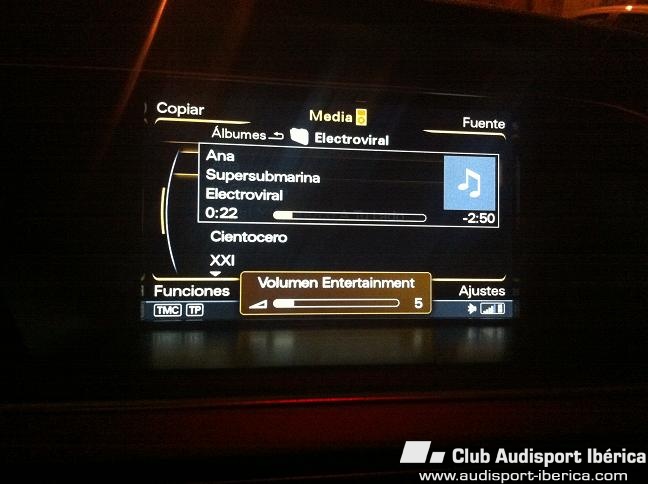 Copiar
Media
Fuente
Álbumes
Electroviral
Ana
Supersubmarina
Electroviral
0:22
-2:50
Cientocero
XXI
Volumen Entertainment
5
Funciones
Ajustes
TMC TP
Club Audisport Ibérica
www.audisport-iberica.com